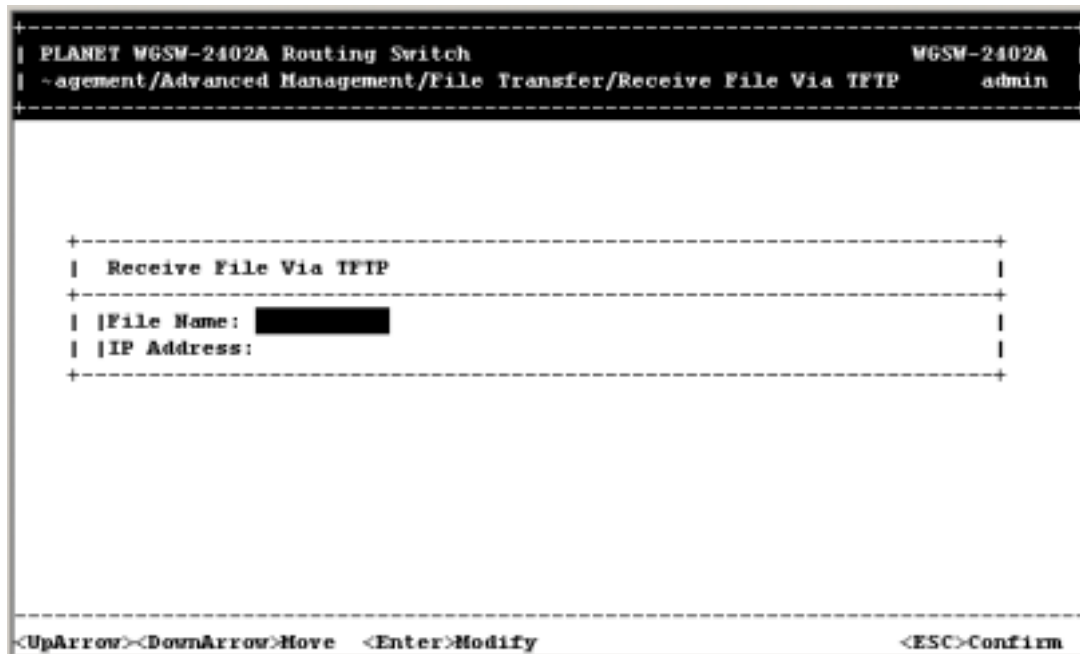 PLANET WGSW-2402A Routing Switch WGSW-2402A
~agement/Advanced Management/File Transfer/Receive File Via TFTP admin
Receive File Via TFTP
|File Name:
|IP Address:
<UpArrow><DownArrow>Move <Enter>Modify <ESC>Confirm